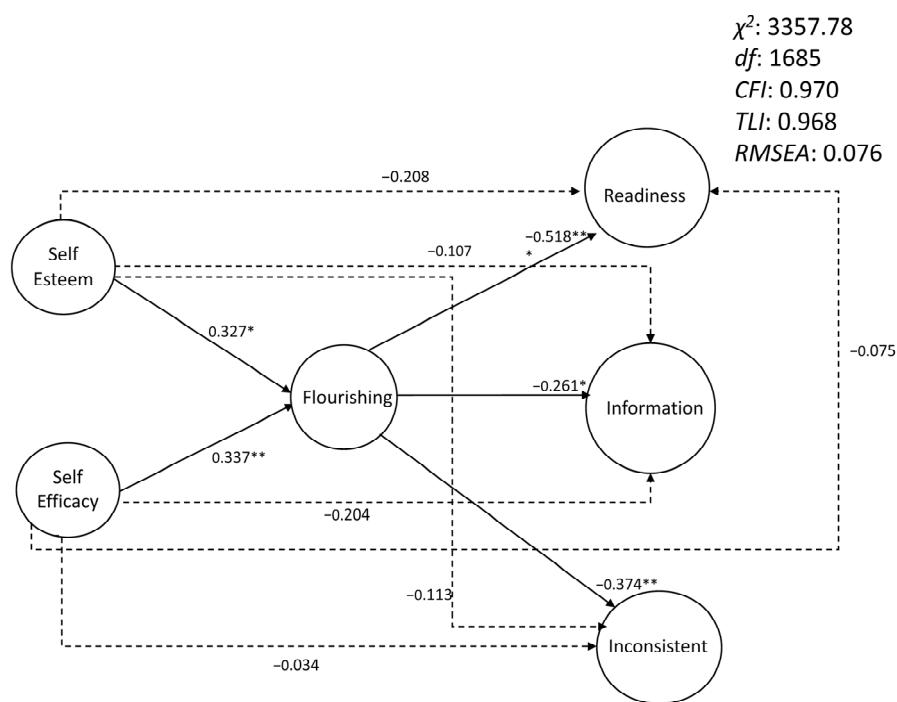 χ²: 3357.78
df: 1685
CFI: 0.970
TLI: 0.968
RMSEA: 0.076
−0.208
Readiness
−0.518**
*
Self
Esteem
−0.107
0.327*
−0.075
Flourishing
−0.261*
Information
0.337**
Self
Efficacy
−0.204
−0.374**
−0.113
Inconsistent
−0.034